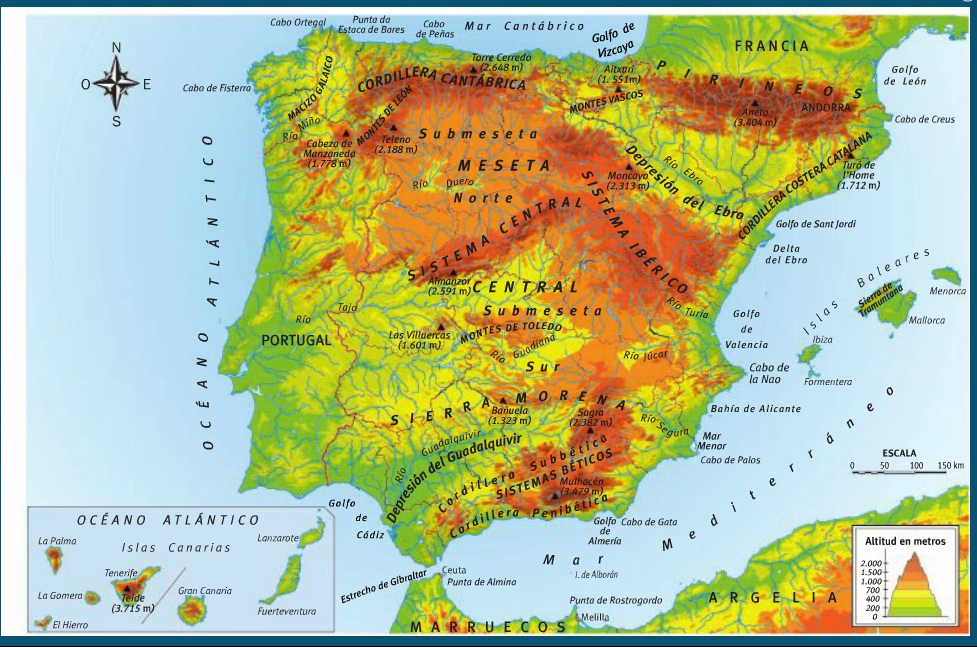 Cabo Ortegal
Punta da
Estaca de Bares
Cabo
de Peñas
Mar Cantábrico
Golfo de
Vizcaya
FRANCIA
Golfo
de León
N
O
E
S
Cabo de Fisterra
MACIZO GALAICO
CORDILLERA CANTÁBRICA
Torre Cerredo
(2.648 m)
Aitxuri
(1.551m)
MONTES VASCOS
PIRINEOS
Aneto
(3.404 m)
ANDORRA
Cabo de Creus
Río Miño
Cabeza de
Manzaneda
(1.778 m)
MONTES DE LEÓN
Teleno
(2.188 m)
Submeseta
MESETA
Norte
Río Duero
Moncayo
(2.313 m)
Depresión del Ebro
Río Ebro
CORDILLERA COSTERA CATALANA
Turó de
l'Home
(1.712 m)
Golfo de Sant Jordi
Delta
del Ebro
SISTEMA IBÉRICO
SISTEMA CENTRAL
Almanzor
(2.591 m)
CENTRAL
Submeseta
Sur
OCÉANO ATLÁNTICO
PORTUGAL
Río Tajo
Las Villuercas
(1.601 m)
MONTES DE TOLEDO
Río Guadiana
Río Turia
Río Júcar
Golfo
de
Valencia
Islas Baleares
Sierra de
Tramuntana
Menorca
Mallorca
Ibiza
Formentera
Cabo de
la Nao
Bahía de Alicante
SIERRA MORENA
Bañuela
(1.323 m)
Sagra
(2.382 m)
Río Segura
Mar
Menor
Cabo de Palos
Río Guadalquivir
Depresión del Guadalquivir
Cordillera Subbética
SISTEMAS BÉTICOS
Mulhacén
(3.479 m)
Cordillera Penibética
Golfo
de
Cádiz
Golfo
de
Almería
Cabo de Gata
Mar Mediterráneo
ESCALA
0 50 100 150 km
Estrecho de Gibraltar
Ceuta
Punta de Almina
I. de Alborán
Punta de Rostrogordo
Melilla
MARRUECOS
ARGELIA
OCÉANO ATLÁNTICO
Islas Canarias
La Palma
Tenerife
Teide
(3.715 m)
La Gomera
El Hierro
Gran Canaria
Lanzarote
Fuerteventura
Altitud en metros
2.000
1.500
1.000
700
400
200
0